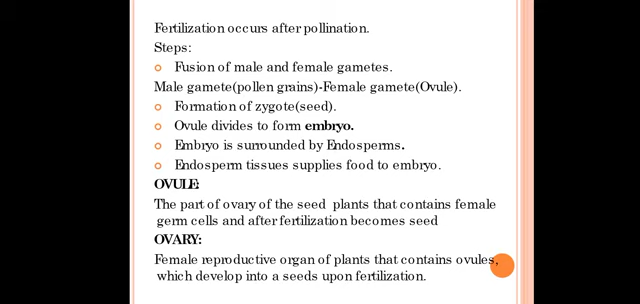 Fertilization occurs after pollination.
Steps:
Fusion of male and female gametes.
Male gamete(pollen grains)-Female gamete(Ovule).
Formation of zygote(seed).
Ovule divides to form embryo.
Embryo is surrounded by Endosperms.
Endosperm tissues supplies food to embryo.
OVULE:
The part of ovary of the seed plants that contains female
germ cells and after fertilization becomes seed
OVARY:
Female reproductive organ of plants that contains ovules,
which develop into a seeds upon fertilization.